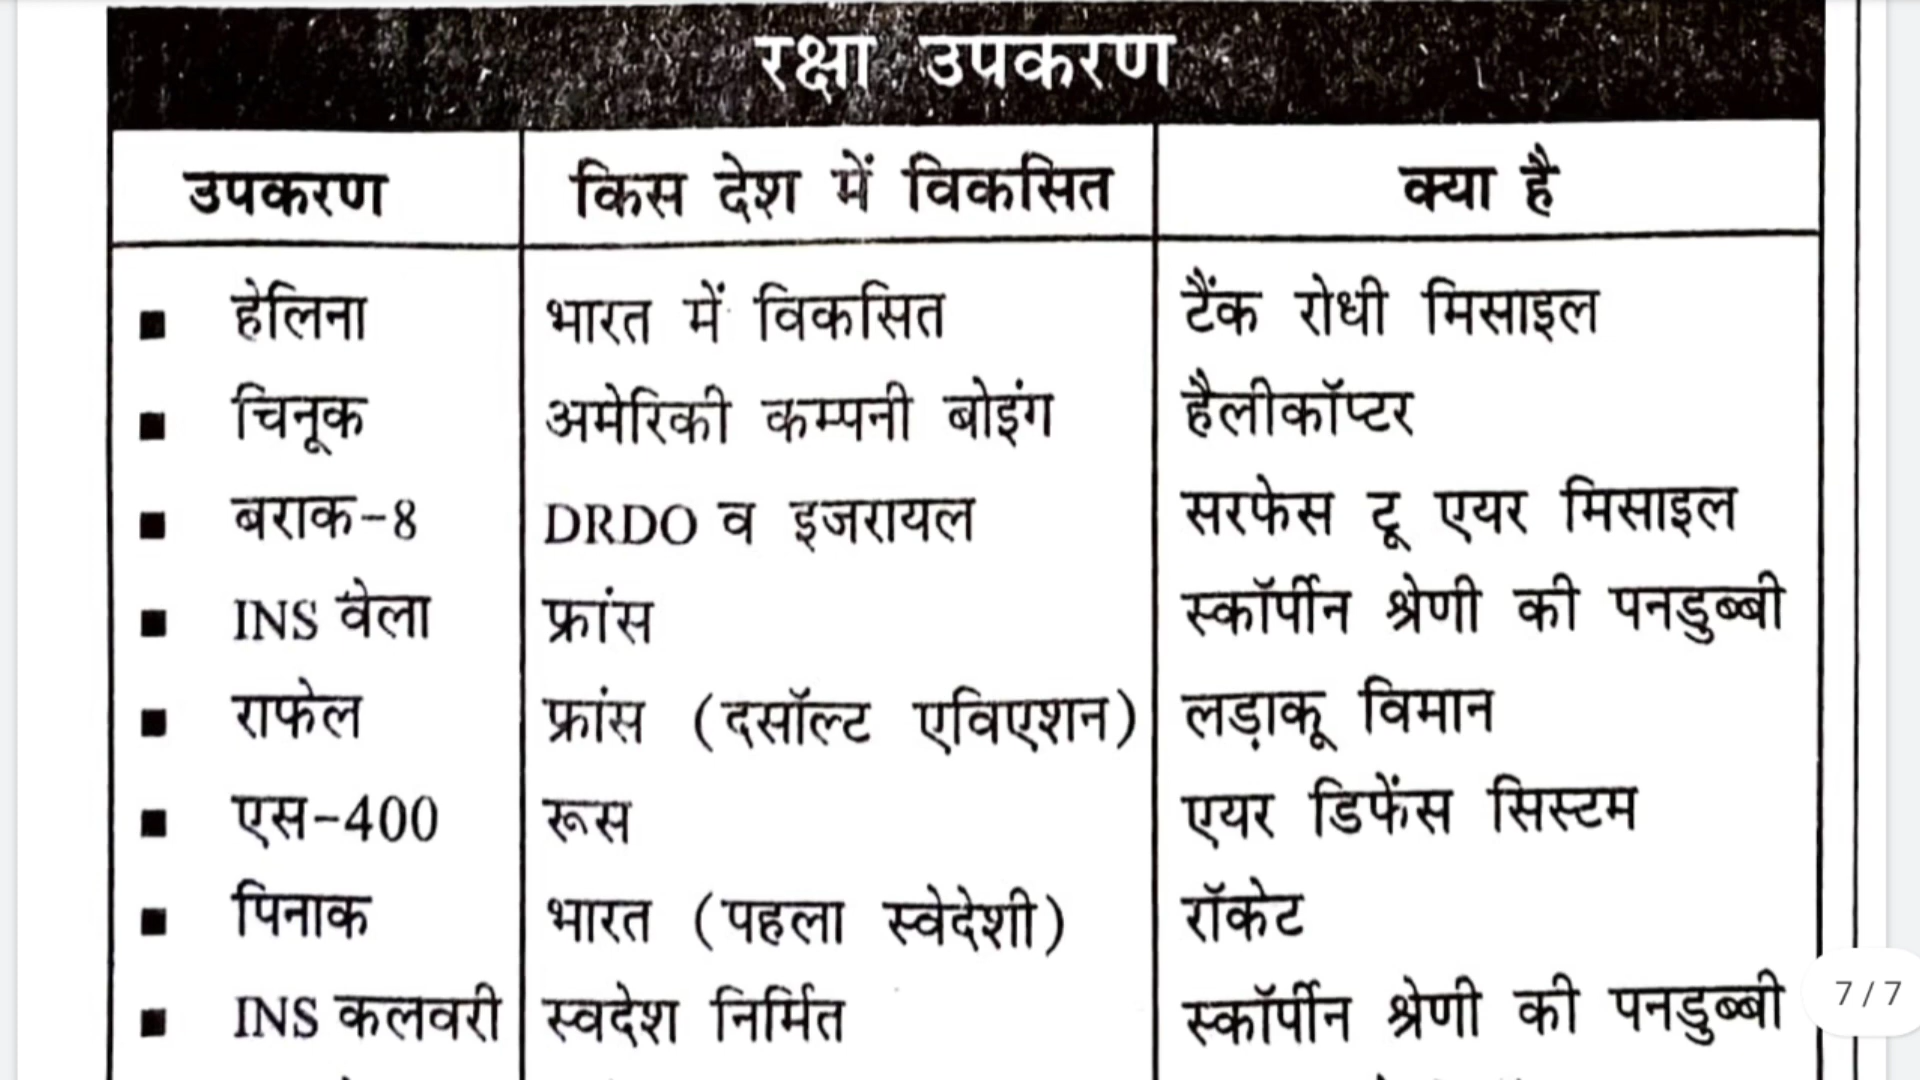 रक्षा उपकरण
उपकरण किस देश में विकसित क्या है
▪ हेलिना भारत में विकसित टैंक रोधी मिसाइल
▪ चिनूक अमेरिकी कम्पनी बोइंग हैलीकॉप्टर
▪ बराक-8 DRDO व इजरायल सरफेस टू एयर मिसाइल
▪ INS वेला फ्रांस स्कॉर्पीन श्रेणी की पनडुब्बी
▪ राफेल फ्रांस (दसॉल्ट एविएशन) लड़ाकू विमान
▪ एस-400 रूस एयर डिफेंस सिस्टम
▪ पिनाक भारत (पहला स्वेदेशी) रॉकेट
▪ INS कलवरी स्वदेश निर्मित स्कॉर्पीन श्रेणी की पनडुब्बी
7/7